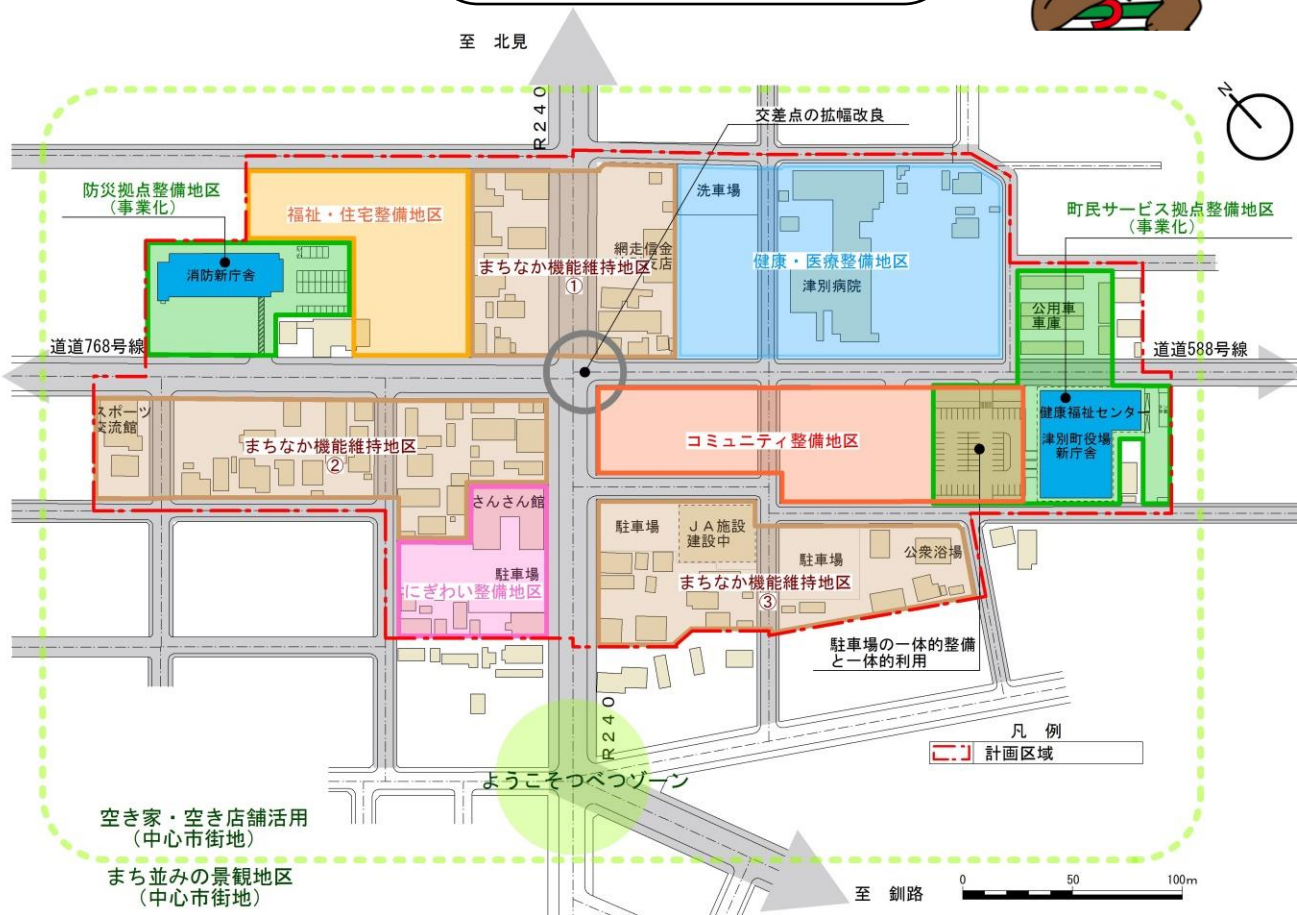 至 北見
R240
交差点の拡幅改良
N
防災拠点整備地区
(事業化)
福祉・住宅整備地区
洗車場
町民サービス拠点整備地区
(事業化)
消防新庁舎
網走信金
支店
まちなか機能維持地区
①
健康・医療整備地区
津別病院
公用車
車庫
道道768号線
道道588号線
スポーツ
交流館
まちなか機能維持地区
②
コミュニティ整備地区
健康福祉センター
津別町役場
新庁舎
さんさん館
駐車場
にぎわい整備地区
駐車場
JA施設
建設中
駐車場
公衆浴場
まちなか機能維持地区
③
駐車場の一体的整備
と一体的利用
R240
凡 例
計画区域
ようこそつべつゾーン
空き家・空き店舗活用
(中心市街地)
まち並みの景観地区
(中心市街地)
至 釧路
0 50 100m